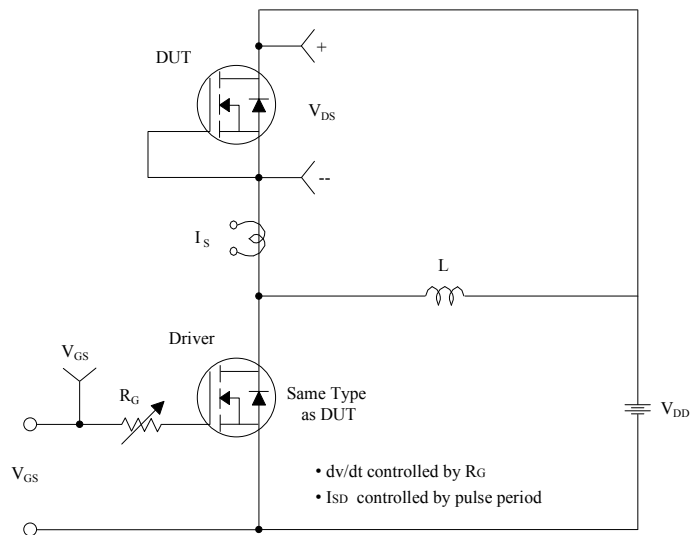 DUT
+
VDS
--
IS
L
Driver
VGS
RG
Same Type
as DUT
VDD
VGS
• dv/dt controlled by RG
• ISD controlled by pulse period